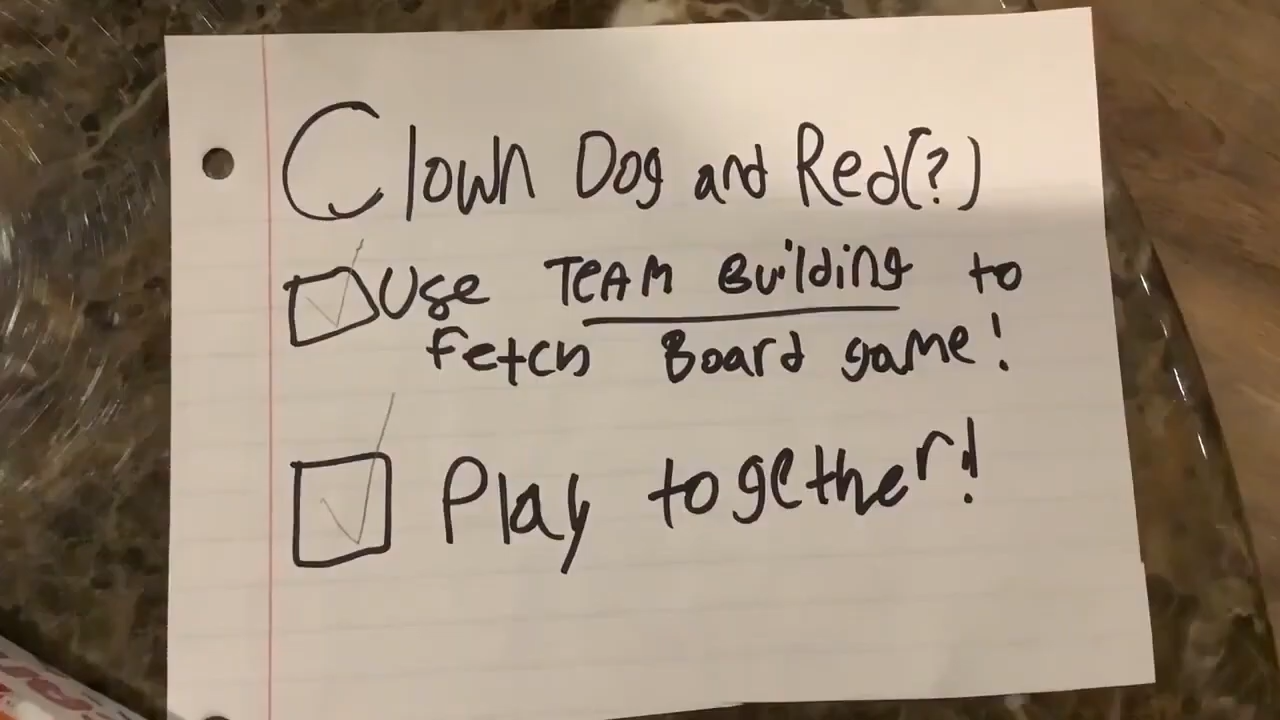 Clown Dog and Red(?)
Use TEAM Building to
fetch Board game!
Play together!